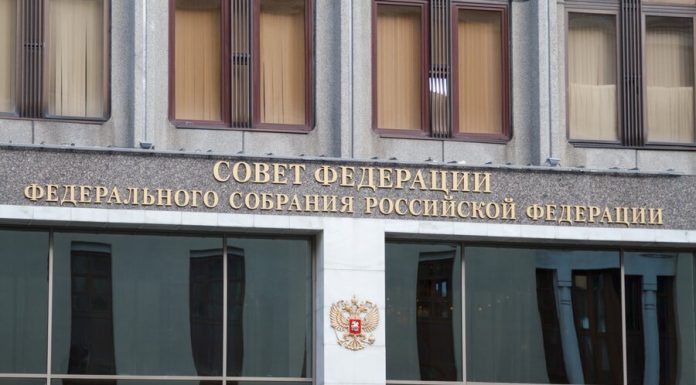 СОВЕТ ФЕДЕРАЦИИ
ФЕДЕРАЛЬНОГО СОБРАНИЯ РОССИЙСКОЙ ФЕДЕРАЦИИ